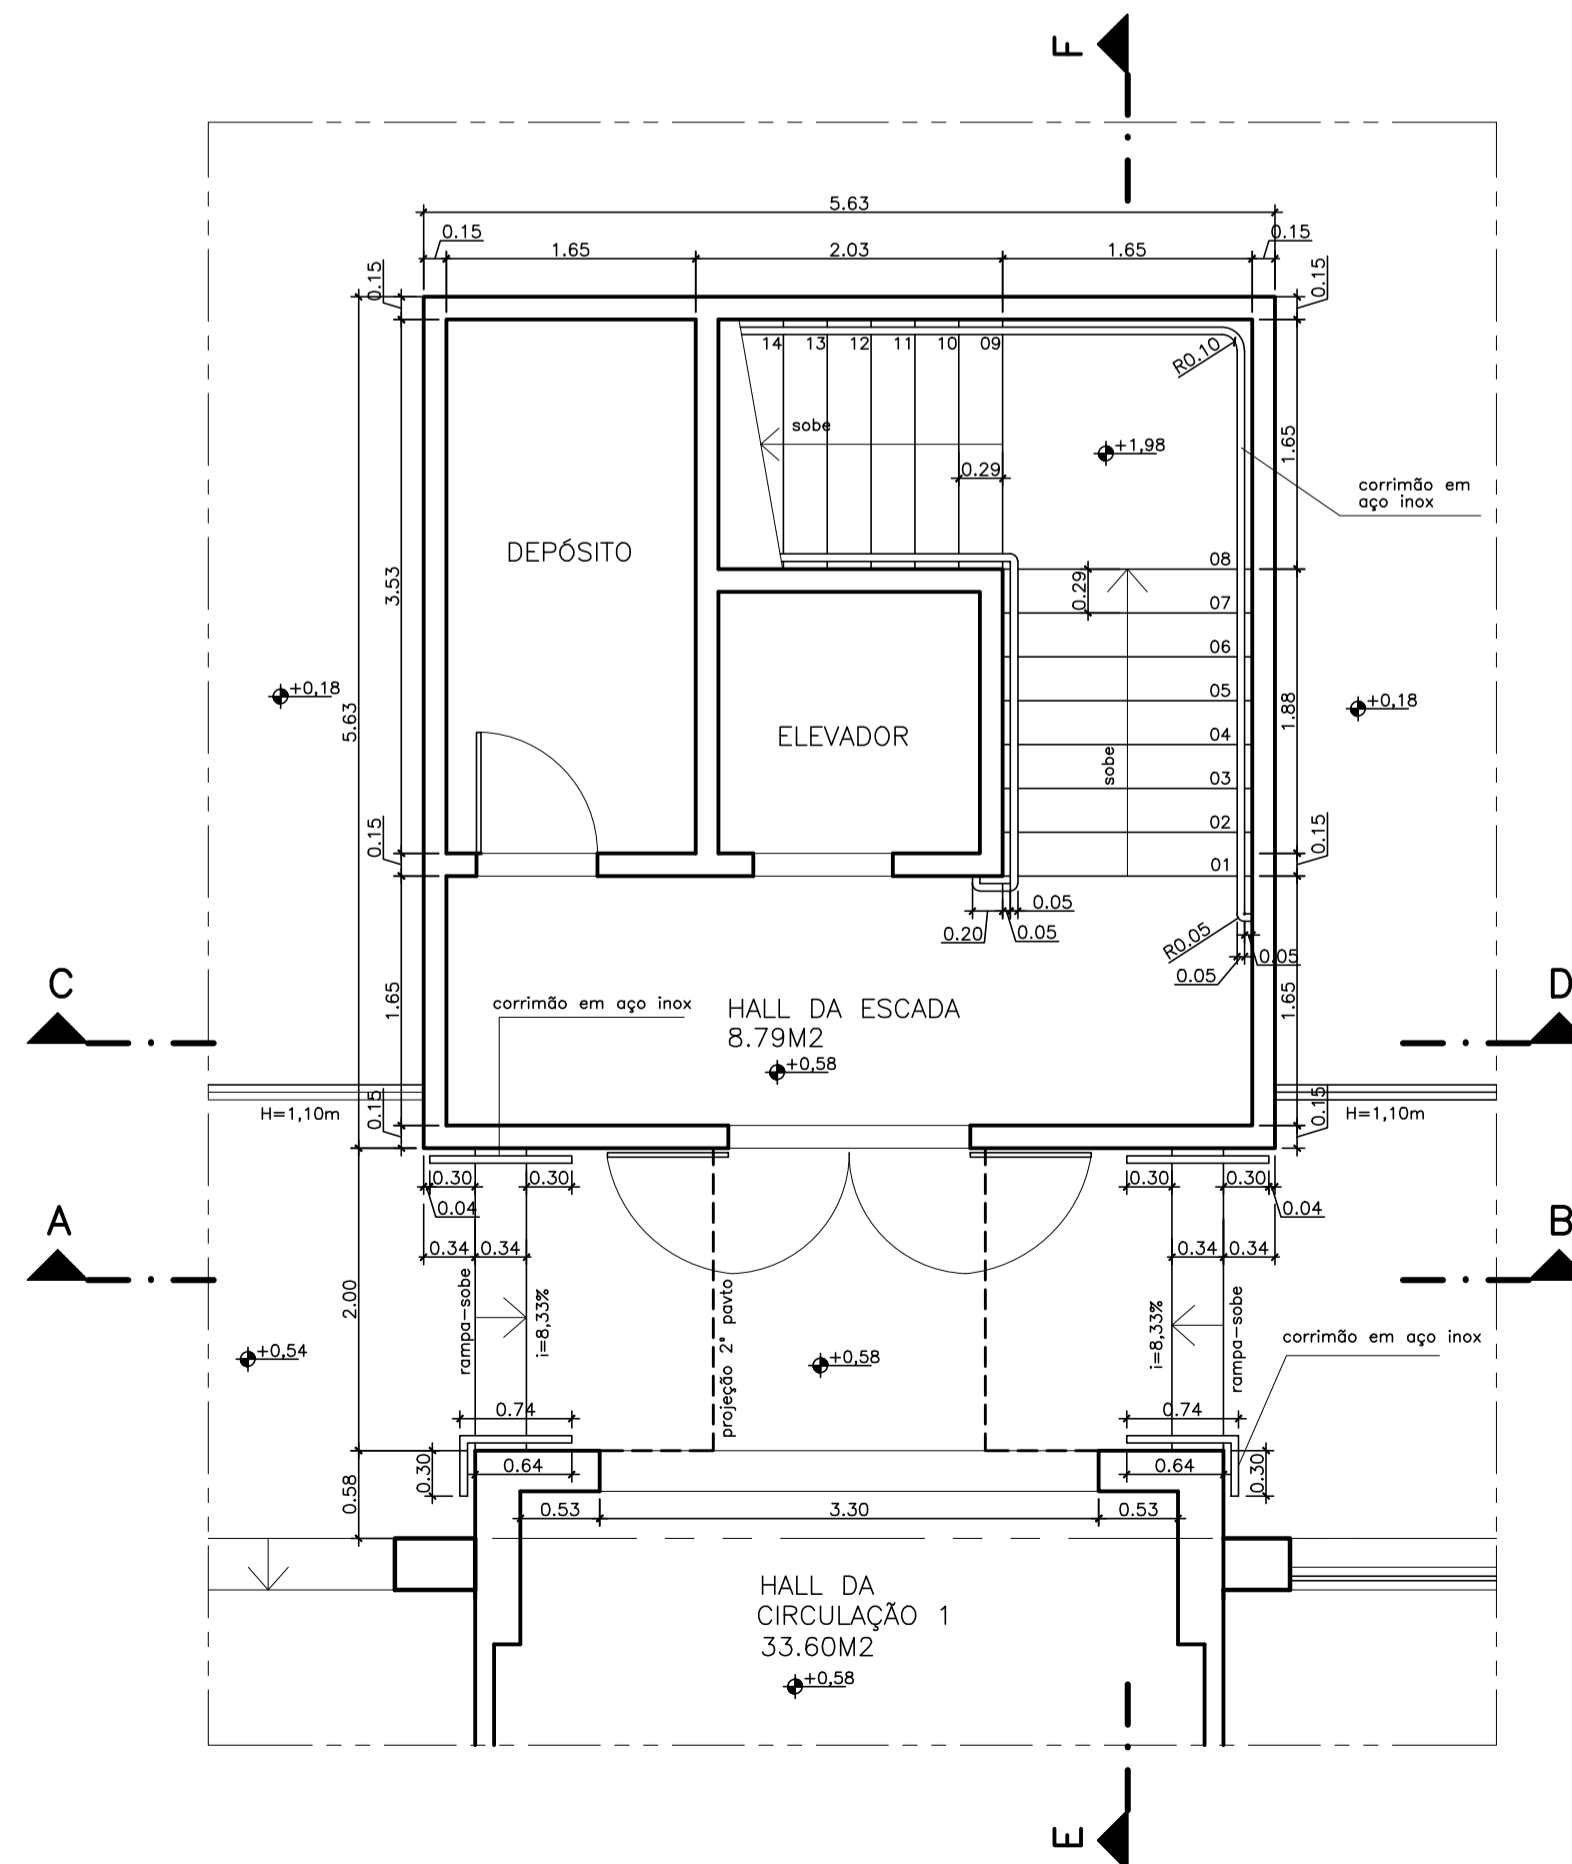 F
5.63
0.15
1.65
2.03
1.65
0.15
0.15
0.15
14
13
12
11
10
09
R0.10
sobe
+1,98
1.65
0.29
corrimão em
aço inox
DEPÓSITO
3.53
08
0.29
07
06
+0,18
05
+0,18
5.63
1.88
ELEVADOR
04
sobe
03
02
0.15
0.15
01
0.05
0.20
0.05
R0.05
0.05
0.05
C
D
1.65
corrimão em aço inox
HALL DA ESCADA
8.79M2
1.65
+0,58
0.15
H=1,10m
0.15
H=1,10m
0.30
0.30
0.04
0.30
0.30
0.04
A
B
0.34
0.34
0.34
0.34
2.00
rampa-sobe
i=8,33%
projeção 2° pavto
i=8,33%
rampa-sobe
+0,54
+0,58
corrimão em aço inox
0.74
0.74
0.30
0.64
0.64
0.30
0.58
0.53
3.30
0.53
HALL DA
CIRCULAÇÃO 1
33.60M2
+0,58
E